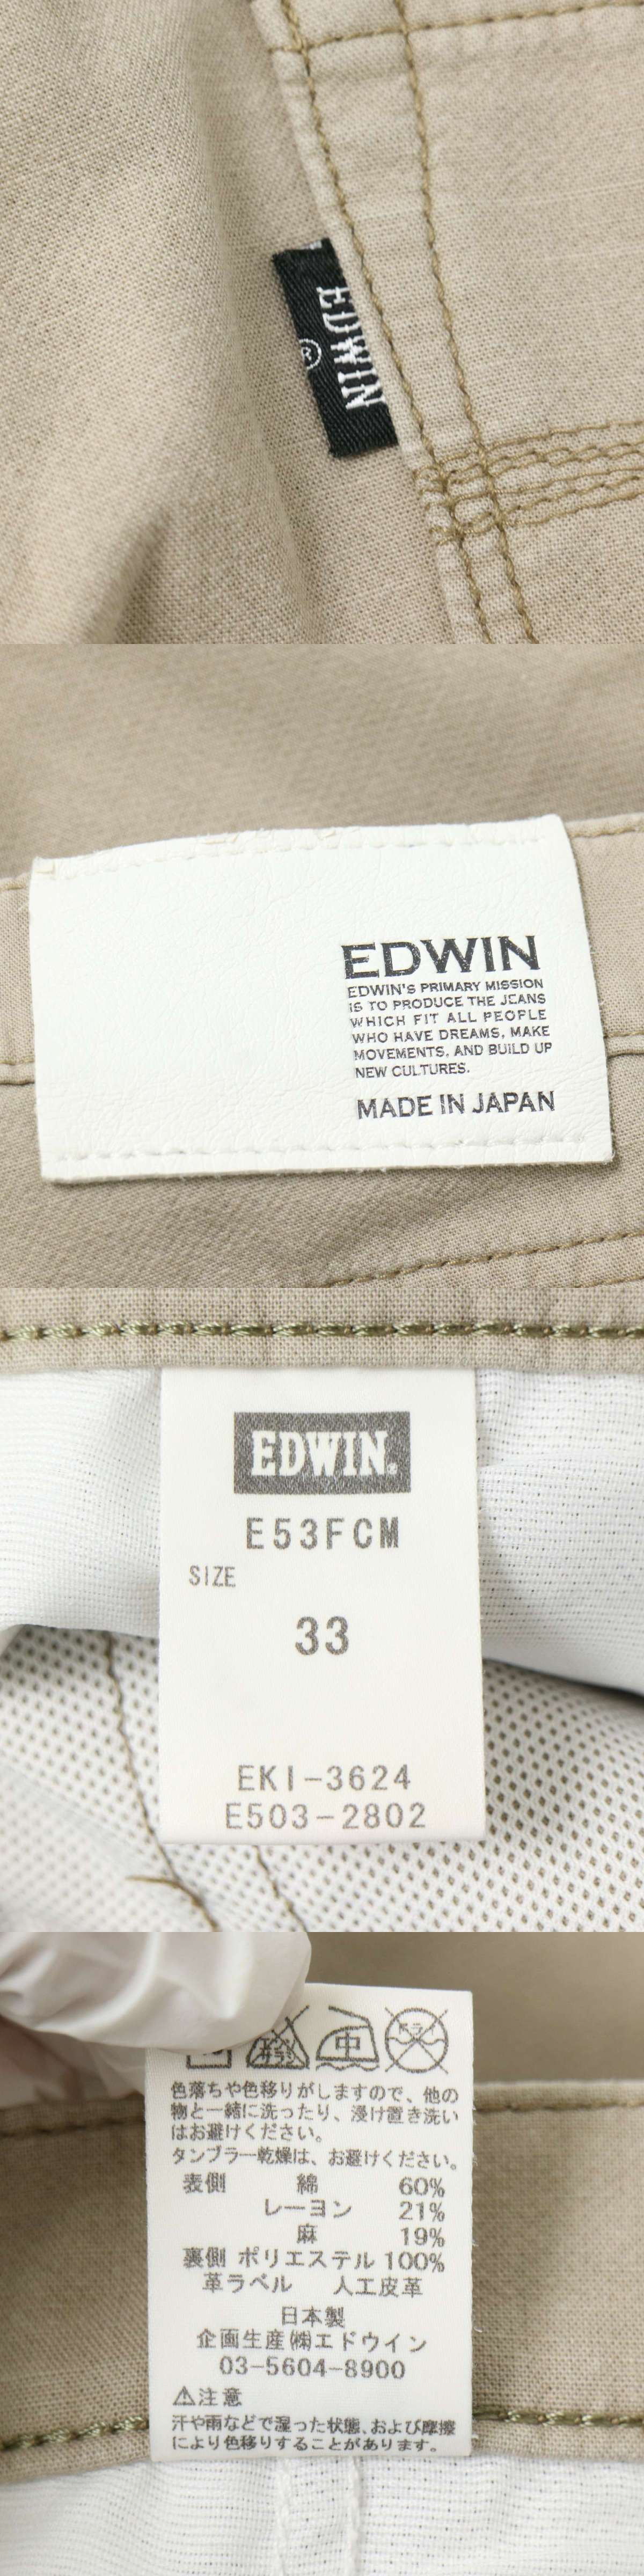 EDWIN
®
EDWIN
EDWIN'S PRIMARY MISSION
IS TO PRODUCE THE JEANS
WHICH FIT ALL PEOPLE
WHO HAVE DREAMS, MAKE
MOVEMENTS, AND BUILD UP
NEW CULTURES.
MADE IN JAPAN
EDWIN®
E53FCM
SIZE
33
EKI-3624
E503-2802
中
色落ちや色移りがしますので、他の
物と一緒に洗ったり、浸け置き洗い
はお避けください。
タンブラー乾燥は、お避けください。
表側 綿 60%
レーヨン 21%
麻 19%
裏側 ポリエステル 100%
革ラベル 人工皮革
日本製
企画生産㈱エドウイン
03-5604-8900
⚠注意
汗や雨などで湿った状態、および摩擦
により色移りすることがあります。